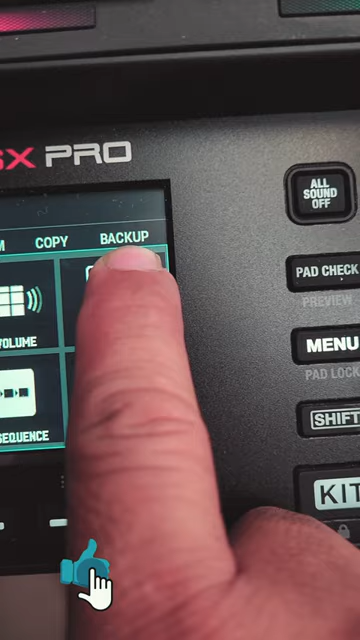 SX PRO
ALL
SOUND
OFF
COPY
BACKUP
PAD CHECK
PREVIEW
VOLUME
MENU
PAD LOCK
SHIFT
SEQUENCE
KIT